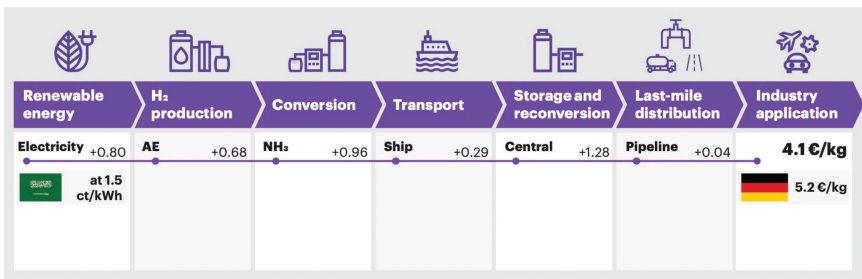 Renewable energy
H₂ production
Conversion
Transport
Storage and reconversion
Last-mile distribution
Industry application
Electricity +0.80
AE +0.68
NH₃ +0.96
Ship +0.29
Central +1.28
Pipeline +0.04
4.1 €/kg
at 1.5
ct/kWh
5.2 €/kg